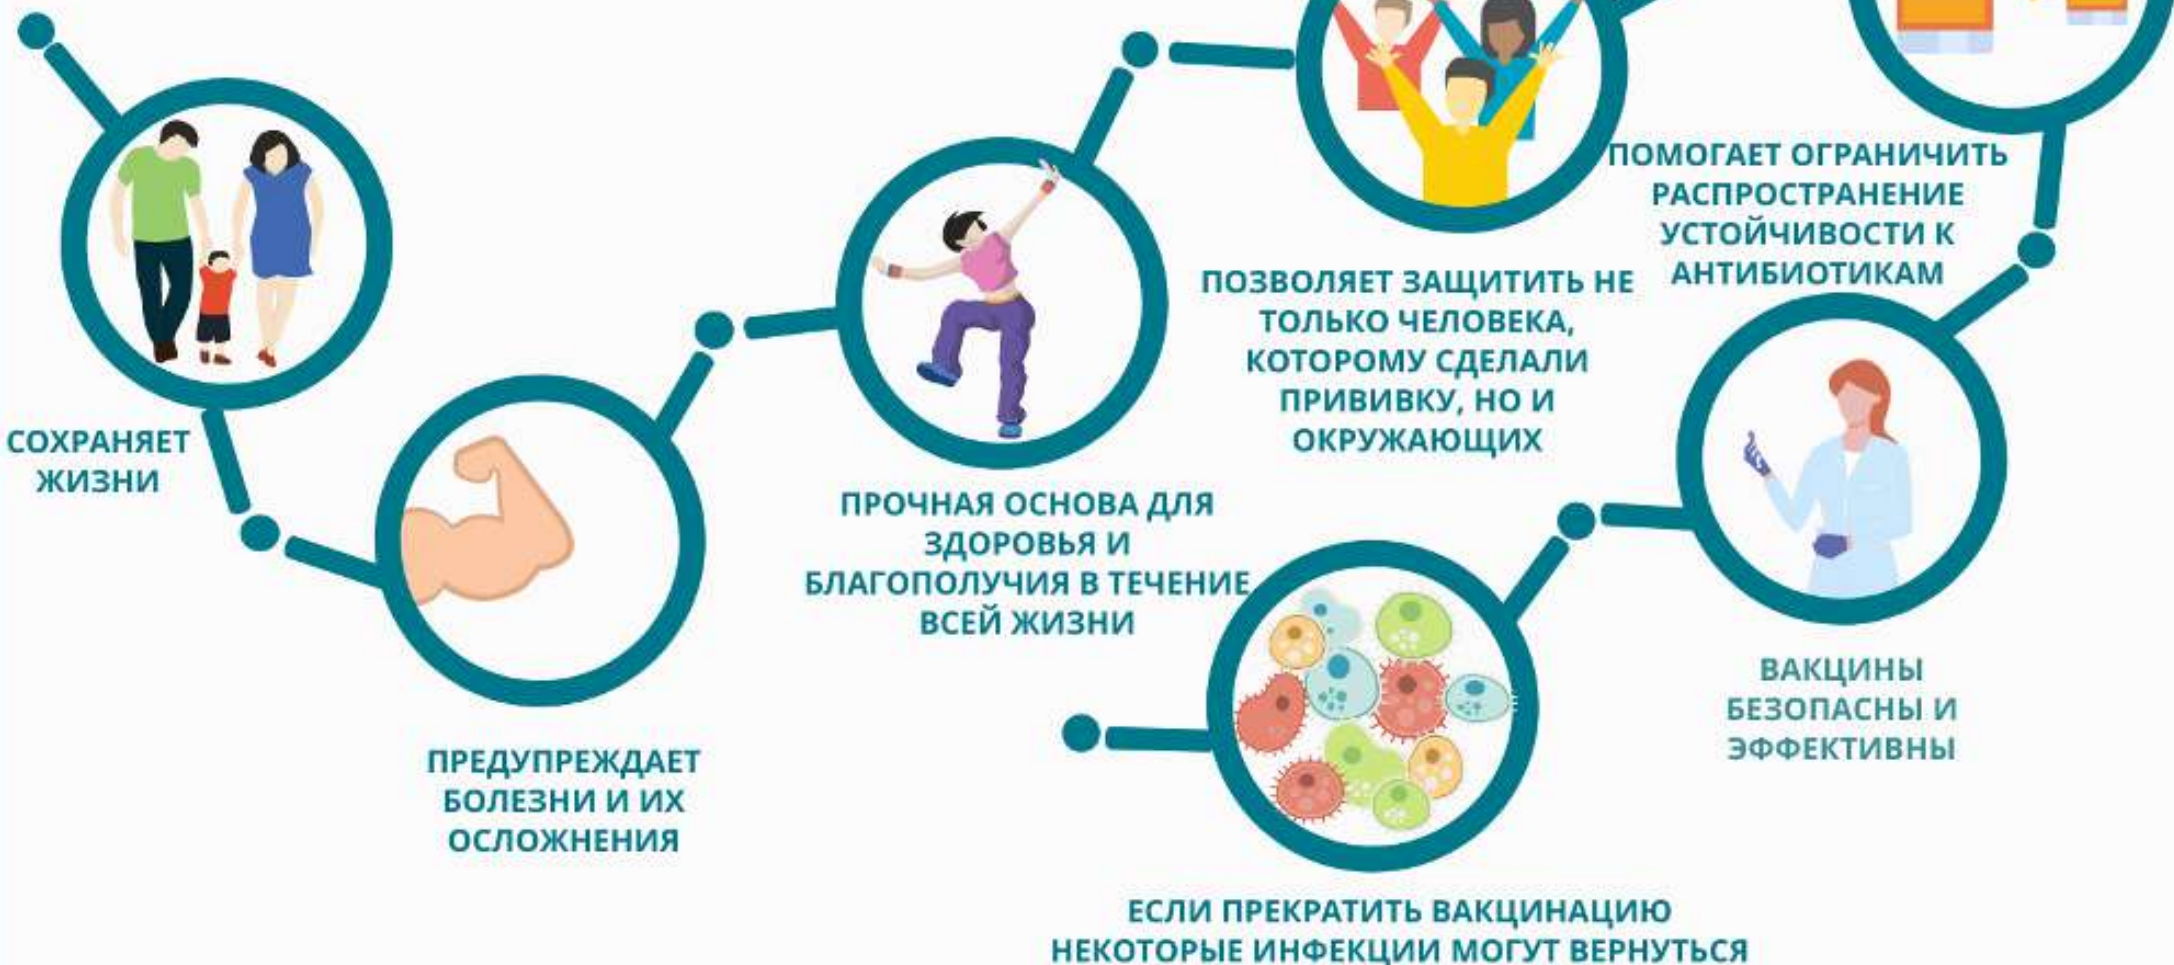 СОХРАНЯЕТ
ЖИЗНИ
ПРЕДУПРЕЖДАЕТ
БОЛЕЗНИ И ИХ
ОСЛОЖНЕНИЯ
ПРОЧНАЯ ОСНОВА ДЛЯ
ЗДОРОВЬЯ И
БЛАГОПОЛУЧИЯ В ТЕЧЕНИЕ
ВСЕЙ ЖИЗНИ
ПОЗВОЛЯЕТ ЗАЩИТИТЬ НЕ
ТОЛЬКО ЧЕЛОВЕКА,
КОТОРОМУ СДЕЛАЛИ
ПРИВИВКУ, НО И
ОКРУЖАЮЩИХ
ПОМОГАЕТ ОГРАНИЧИТЬ
РАСПРОСТРАНЕНИЕ
УСТОЙЧИВОСТИ К
АНТИБИОТИКАМ
ВАКЦИНЫ
БЕЗОПАСНЫ И
ЭФФЕКТИВНЫ
ЕСЛИ ПРЕКРАТИТЬ ВАКЦИНАЦИЮ
НЕКОТОРЫЕ ИНФЕКЦИИ МОГУТ ВЕРНУТЬСЯ